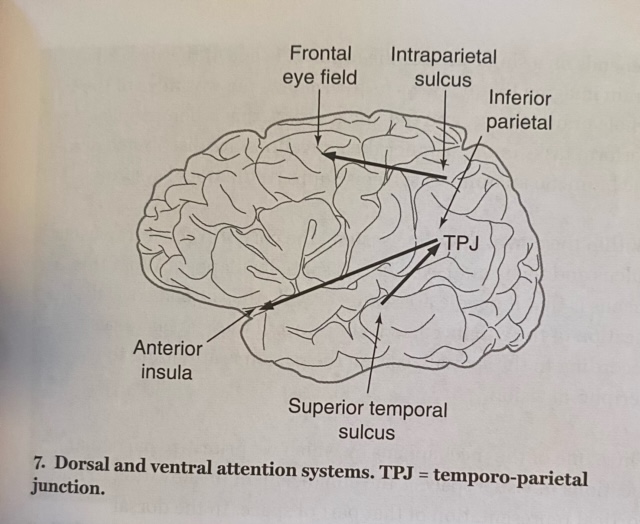 Frontal
eye field
Intraparietal
sulcus
Inferior
parietal
TPJ
Anterior
insula
Superior temporal
sulcus
7. Dorsal and ventral attention systems. TPJ = temporo-parietal
junction.